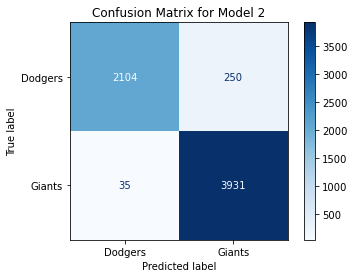 Confusion Matrix for Model 2
Dodgers
2104
250
Giants
35
3931
True label
Dodgers
Giants
Predicted label
3500
3000
2500
2000
1500
1000
500